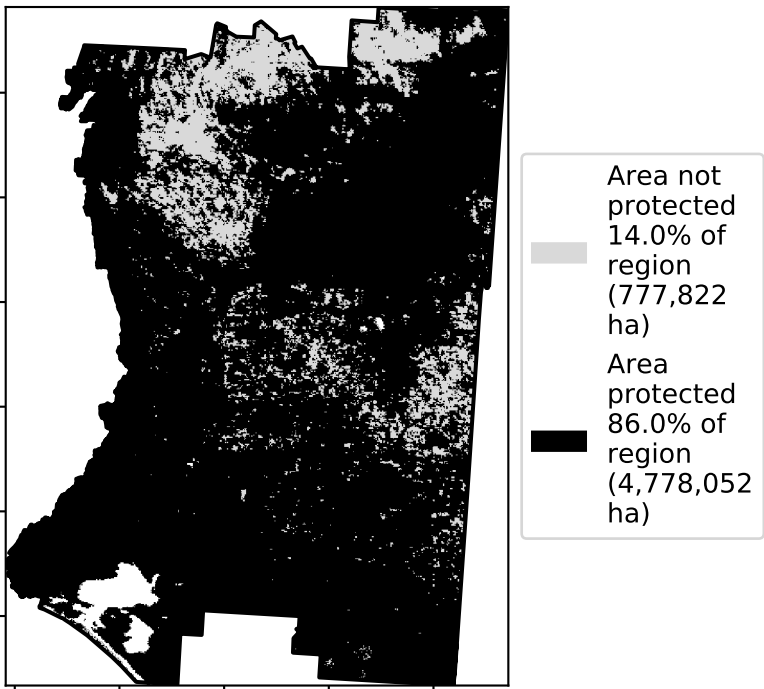 Area not
protected
14.0% of
region
(777,822
ha)
Area
protected
86.0% of
region
(4,778,052
ha)